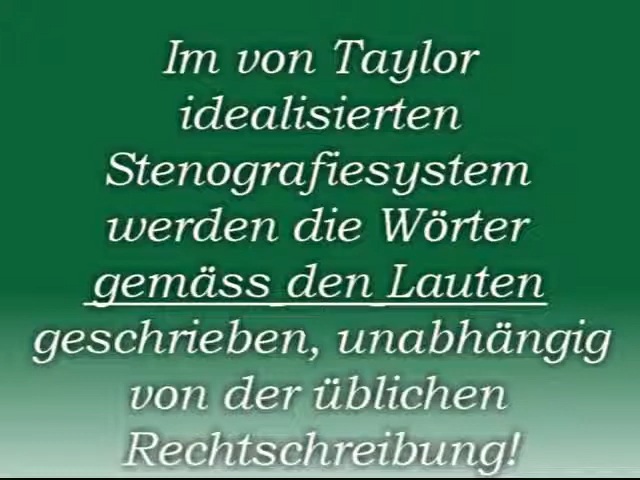 Im von Taylor
idealisierten
Stenografiesystem
werden die Wörter
gemäss den Lauten
geschrieben, unabhängig
von der üblichen
Rechtschreibung!